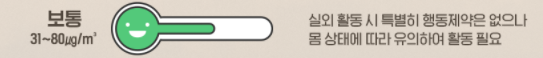 보통
31~80㎍/m³
실외 활동 시 특별히 행동제약은 없으나
몸 상태에 따라 유의하여 활동 필요